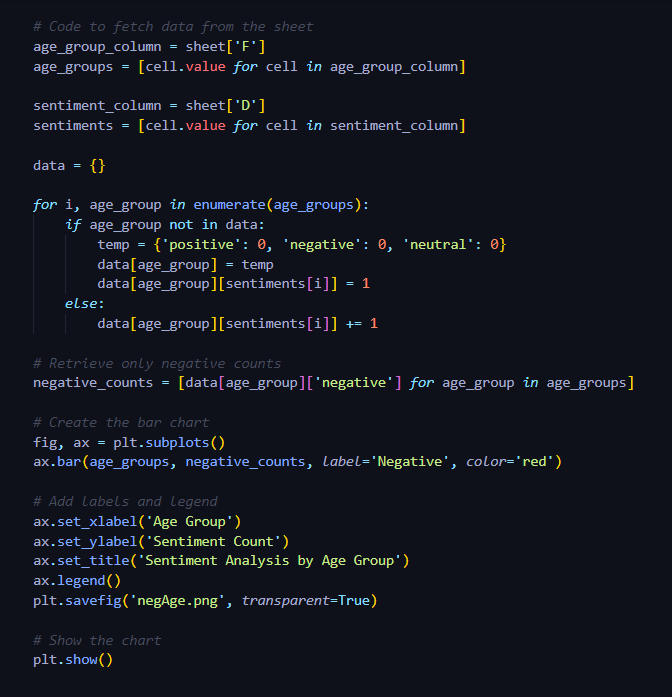 # Code to fetch data from the sheet
age_group_column = sheet['F']
age_groups = [cell.value for cell in age_group_column]

sentiment_column = sheet['D']
sentiments = [cell.value for cell in sentiment_column]

data = {}

for i, age_group in enumerate(age_groups):
    if age_group not in data:
        temp = {'positive': 0, 'negative': 0, 'neutral': 0}
        data[age_group] = temp
        data[age_group][sentiments[i]] = 1
    else:
        data[age_group][sentiments[i]] += 1

# Retrieve only negative counts
negative_counts = [data[age_group]['negative'] for age_group in age_groups]

# Create the bar chart
fig, ax = plt.subplots()
ax.bar(age_groups, negative_counts, label='Negative', color='red')

# Add labels and legend
ax.set_xlabel('Age Group')
ax.set_ylabel('Sentiment Count')
ax.set_title('Sentiment Analysis by Age Group')
ax.legend()
plt.savefig('negAge.png', transparent=True)

# Show the chart
plt.show()